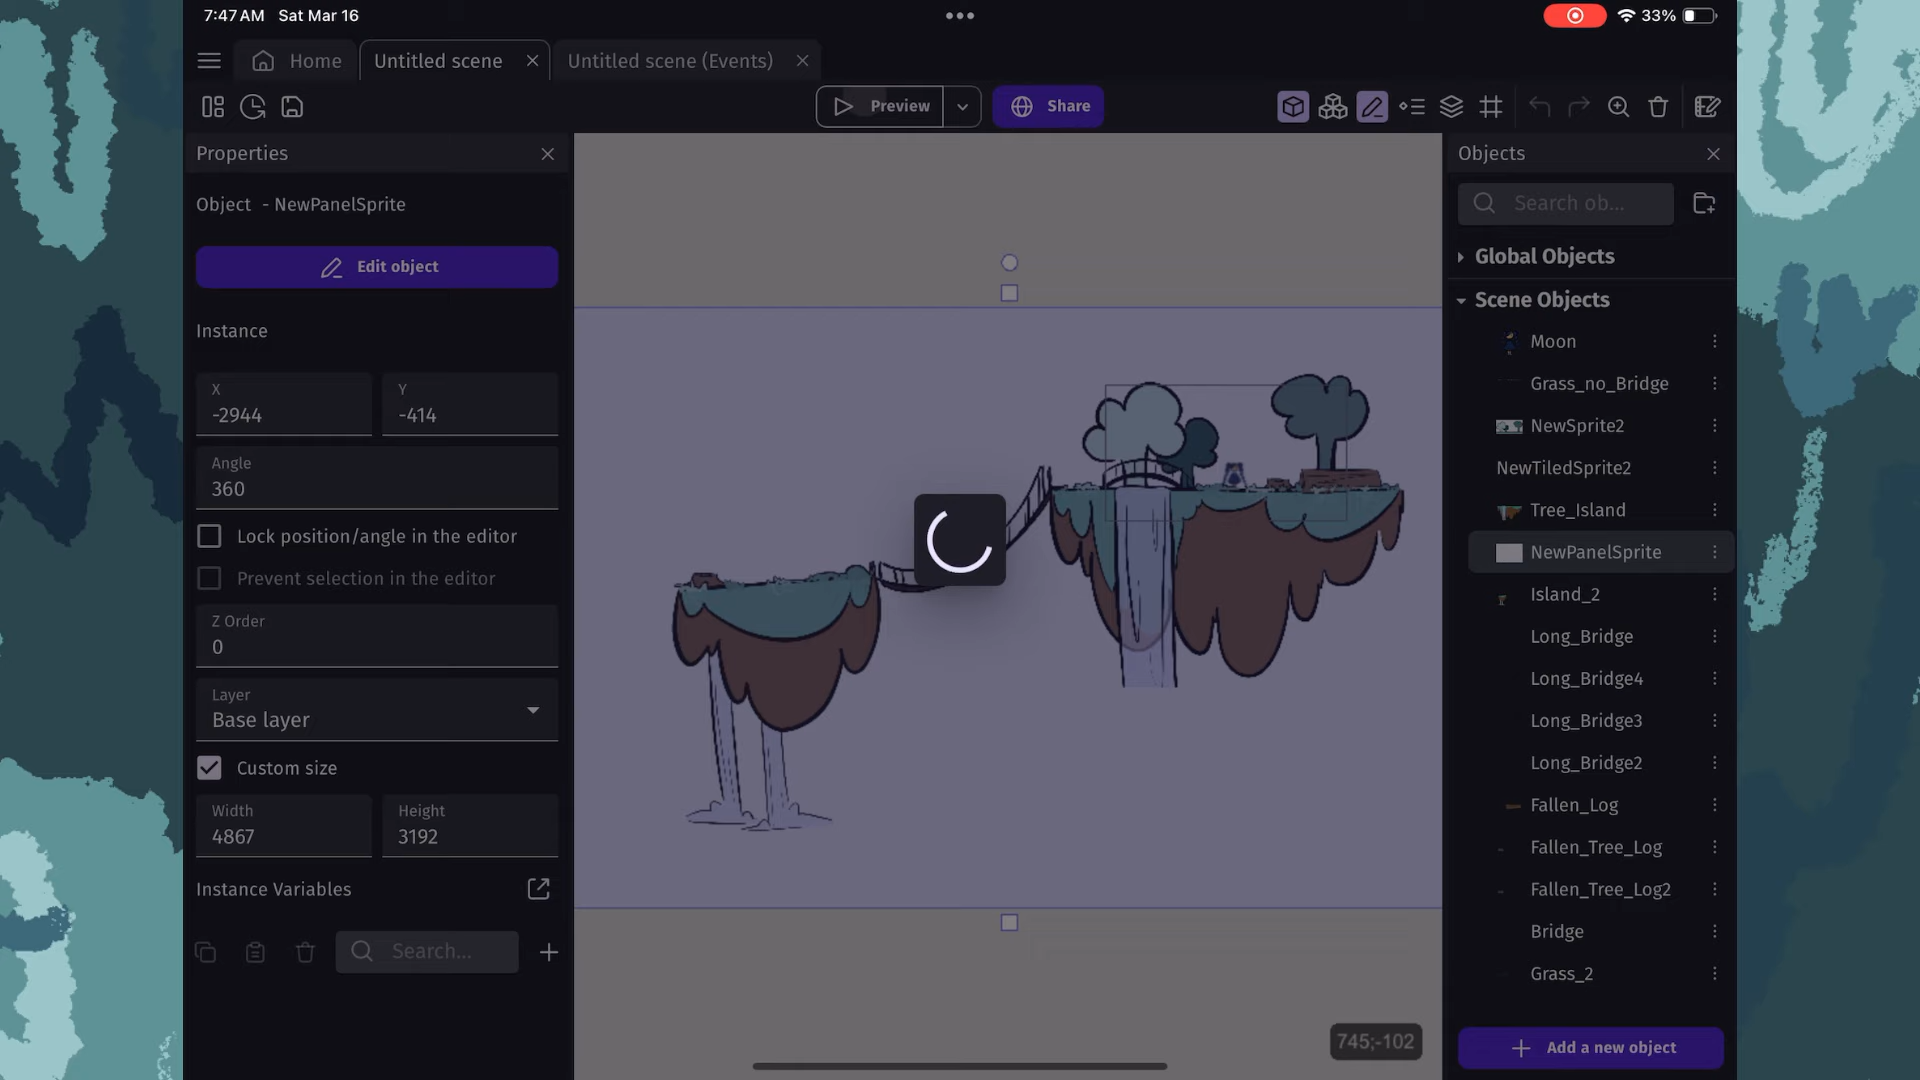 7:47 AM Sat Mar 16
33%
Home
Untitled scene
Untitled scene (Events)
Preview
Share
Properties
Object - NewPanelSprite
Edit object
Instance
X
-2944
Y
-414
Angle
360
Lock position/angle in the editor
Prevent selection in the editor
Z Order
0
Layer
Base layer
Custom size
Width
4867
Height
3192
Instance Variables
Search...
745;-102
Objects
Search ob...
Global Objects
Scene Objects
Moon
Grass_no_Bridge
NewSprite2
NewTiledSprite2
Tree_Island
NewPanelSprite
Island_2
Long_Bridge
Long_Bridge4
Long_Bridge3
Long_Bridge2
Fallen_Log
Fallen_Tree_Log
Fallen_Tree_Log2
Bridge
Grass_2
Add a new object